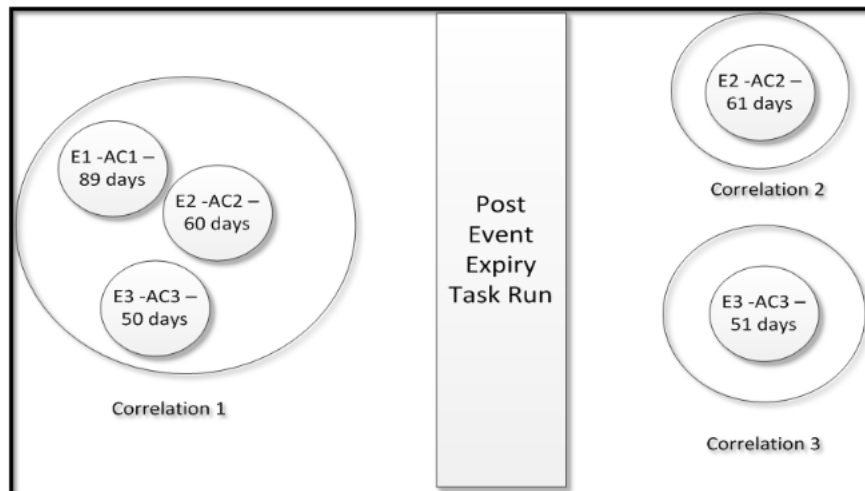 E1 -AC1 –
89 days
E2 -AC2 –
60 days
E3 -AC3 –
50 days
Correlation 1
Post
Event
Expiry
Task Run
E2 -AC2 –
61 days
Correlation 2
E3 -AC3 –
51 days
Correlation 3